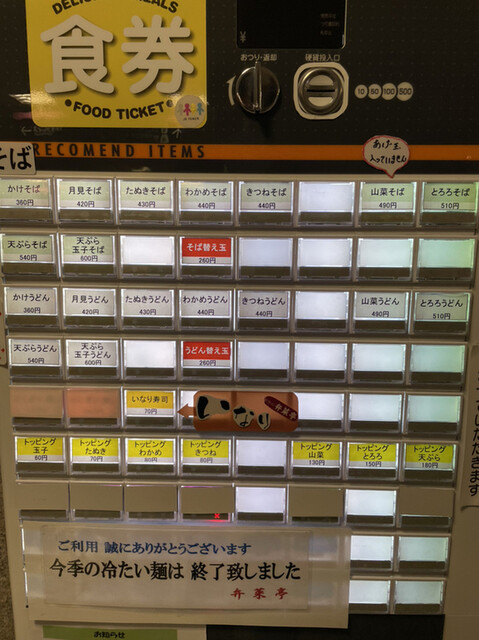 DELICI
EALS
食券
•FOOD TICKET•
¥
おつり・返却
硬貨投入口
10 50 100 500
RECOMEND ITEMS
あげ玉
入っていません
そば
かけそば 360円
月見そば 420円
たぬきそば 430円
わかめそば 440円
きつねそば 440円
山菜そば 490円
とろろそば 510円
天ぷらそば 540円
天ぷら玉子そば 600円
そば替え玉 260円
かけうどん 360円
月見うどん 420円
たぬきうどん 430円
わかめうどん 440円
きつねうどん 440円
山菜うどん 490円
とろろうどん 510円
天ぷらうどん 540円
天ぷら玉子うどん 600円
うどん替え玉 260円
いなり寿司 70円
いなり
トッピング玉子 60円
トッピングたぬき 70円
トッピングわかめ 80円
トッピングきつね 80円
トッピング山菜 130円
トッピングとろろ 150円
トッピング天ぷら 180円
ご利用 誠にありがとうございます
今季の冷たい麺は 終了致しました
弁菜亭
お知らせ
ていただきます